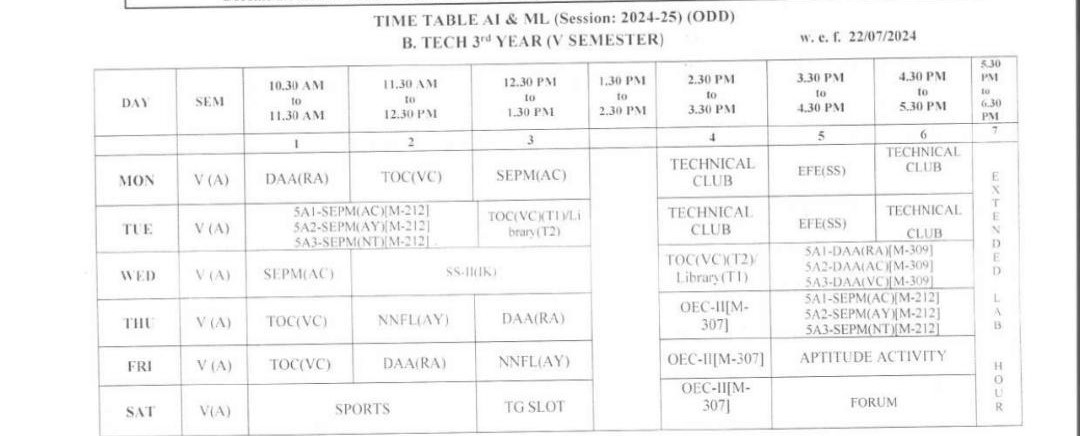 TIME TABLE AI & ML (Session: 2024-25) (ODD)
B. TECH 3rd YEAR (V SEMESTER)
w. e. f. 22/07/2024
DAY SEM 10.30 AM to 11.30 AM 11.30 AM to 12.30 PM 12.30 PM to 1.30 PM 1.30 PM to 2.30 PM 2.30 PM to 3.30 PM 3.30 PM to 4.30 PM 4.30 PM to 5.30 PM 5.30 PM to 6.30 PM
1 2 3 4 5 6 7
MON V (A) DAA(RA) TOC(VC) SEPM(AC) TECHNICAL CLUB EFE(SS) TECHNICAL CLUB
TUE V (A) 5A1-SEPM(AC)[M-212]
5A2-SEPM(AY)[M-212]
5A3-SEPM(NT)[M-212]
TOC(VC)(T1)/Li
brary(T2)
TECHNICAL CLUB EFE(SS) TECHNICAL CLUB
WED V (A) SEPM(AC) SS-II(IK) TOC(VC)(T2)/
Library(T1)
5A1-DAA(RA)[M-309]
5A2-DAA(AC)[M-309]
5A3-DAA(VC)[M-309]
THU V (A) TOC(VC) NNFL(AY) DAA(RA) OEC-II[M-
307]
5A1-SEPM(AC)[M-212]
5A2-SEPM(AY)[M-212]
5A3-SEPM(NT)[M-212]
FRI V (A) TOC(VC) DAA(RA) NNFL(AY) OEC-II[M-307] APTITUDE ACTIVITY
SAT V(A) SPORTS TG SLOT OEC-II[M-
307]
FORUM
EXTENDED LAB HOUR